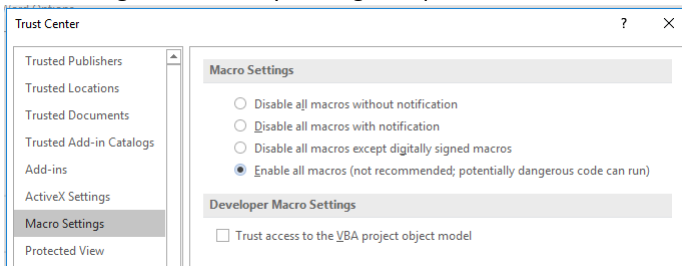 Trust Center ? ×
Trusted Publishers
Trusted Locations
Trusted Documents
Trusted Add-in Catalogs
Add-ins
ActiveX Settings
Macro Settings
Protected View
Macro Settings
Disable all macros without notification
Disable all macros with notification
Disable all macros except digitally signed macros
Enable all macros (not recommended; potentially dangerous code can run)
Developer Macro Settings
Trust access to the VBA project object model